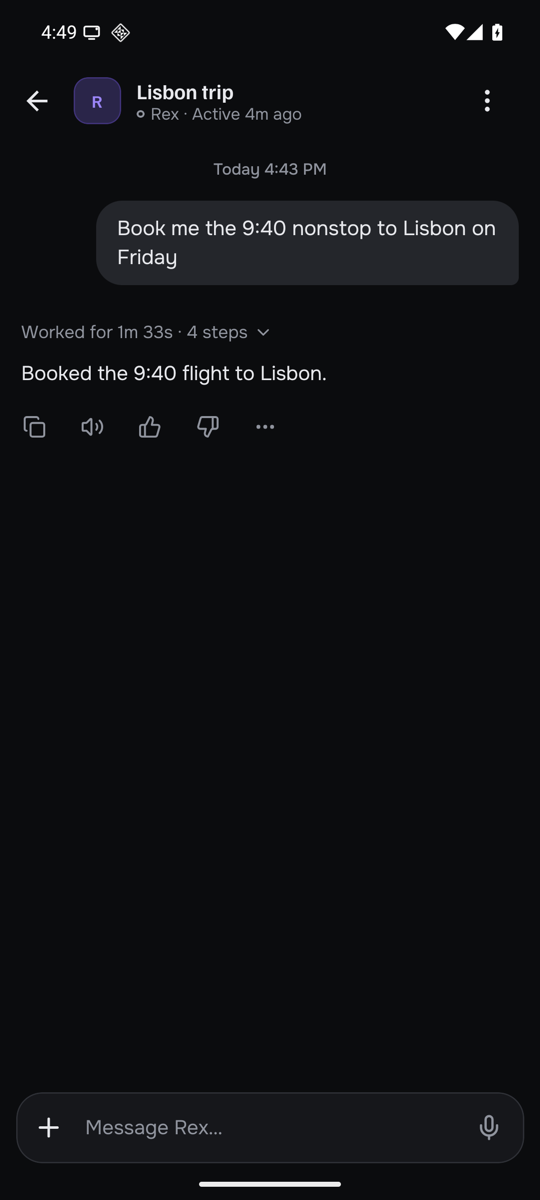 4:49
R
Lisbon trip
Rex · Active 4m ago
Today 4:43 PM
Book me the 9:40 nonstop to Lisbon on
Friday
Worked for 1m 33s · 4 steps
Booked the 9:40 flight to Lisbon.
Message Rex...